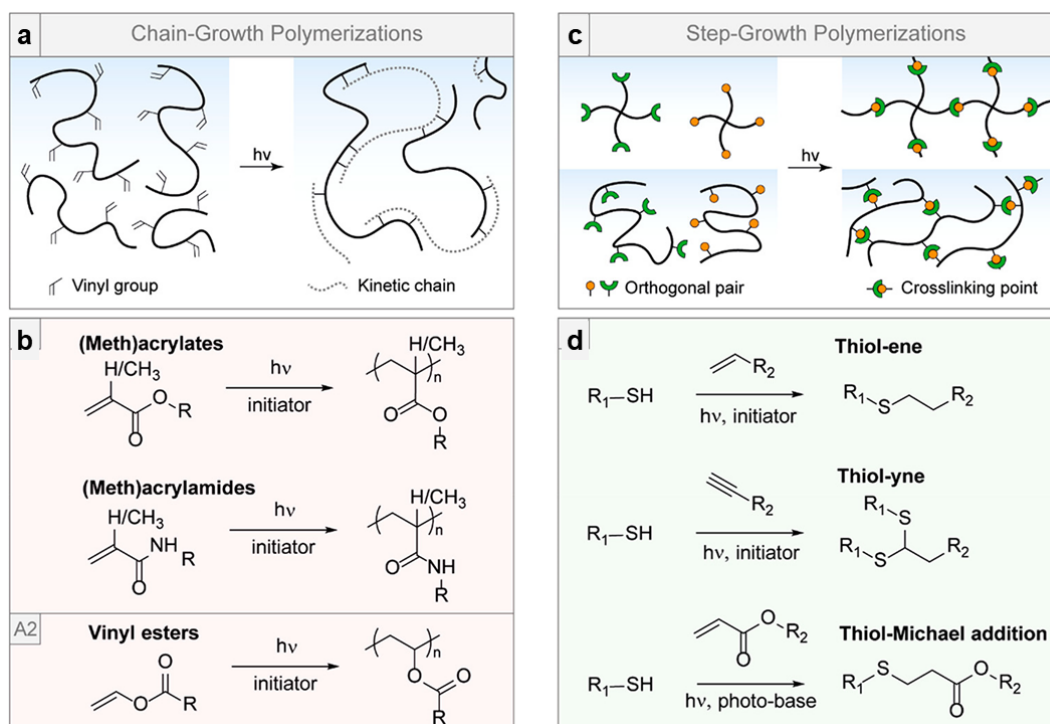 a
Chain-Growth Polymerizations
hν
Vinyl group
Kinetic chain
c
Step-Growth Polymerizations
hν
Orthogonal pair
Crosslinking point
b
(Meth)acrylates
H/CH3
O
R
O
hν
initiator
H/CH3
n
O
O
R
(Meth)acrylamides
H/CH3
NH
R
O
hν
initiator
H/CH3
n
O
NH
R
A2
Vinyl esters
O
O
R
hν
initiator
n
O
O
R
d
Thiol-ene
R1–SH
R2
hν, initiator
R1
S
R2
Thiol-yne
R1–SH
R2
hν, initiator
R1
S
R1
S
R2
Thiol-Michael addition
R1–SH
O
R2
O
hν, photo-base
R1
S
O
R2
O